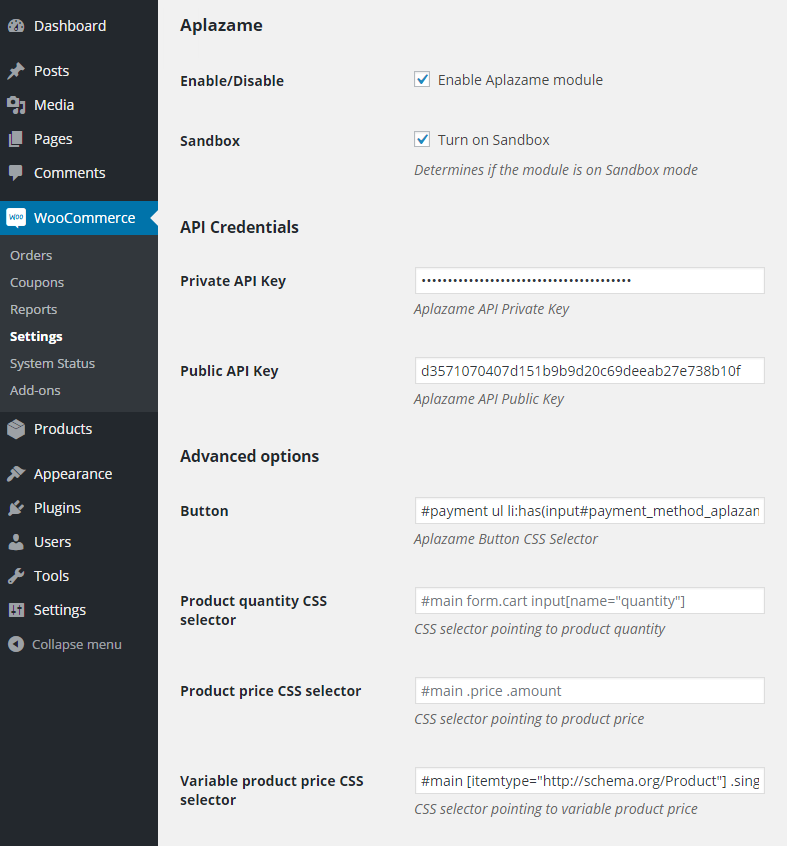 Dashboard
Posts
Media
Pages
Comments
WOO
WooCommerce
Orders
Coupons
Reports
Settings
System Status
Add-ons
Products
Appearance
Plugins
Users
Tools
Settings
Collapse menu
Aplazame
Enable/Disable
Enable Aplazame module
Sandbox
Turn on Sandbox
Determines if the module is on Sandbox mode
API Credentials
Private API Key
••••••••••••••••••••••••••••••••••••••••
Aplazame API Private Key
Public API Key
d3571070407d151b9b9d20c69deeab27e738b10f
Aplazame API Public Key
Advanced options
Button
#payment ul li:has(input#payment_method_aplazam
Aplazame Button CSS Selector
Product quantity CSS
selector
#main form.cart input[name="quantity"]
CSS selector pointing to product quantity
Product price CSS selector
#main .price .amount
CSS selector pointing to product price
Variable product price CSS
selector
#main [itemtype="http://schema.org/Product"] .sing
CSS selector pointing to variable product price